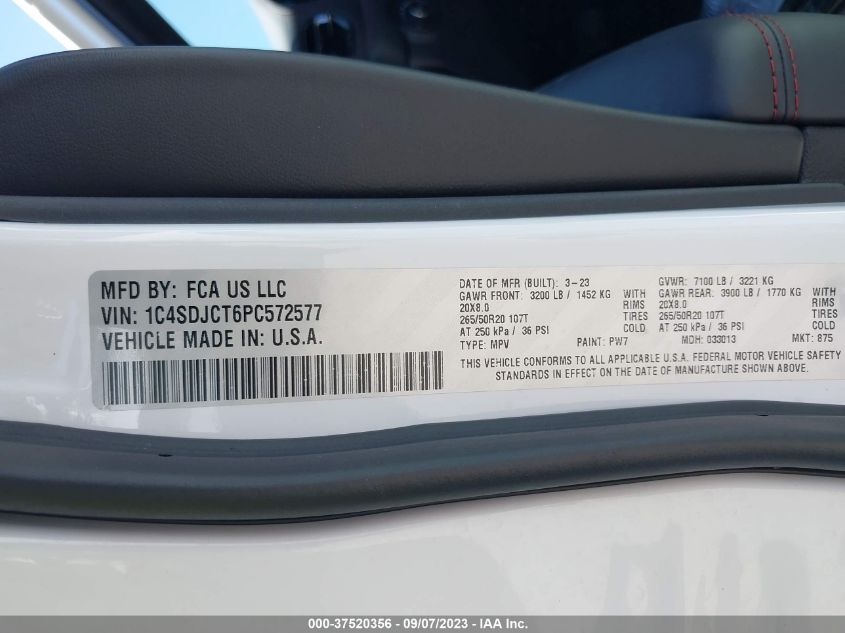 MFD BY: FCA US LLC
VIN: 1C4SDJCT6PC572577
VEHICLE MADE IN: U.S.A.
DATE OF MFR (BUILT): 3-23
GAWR FRONT: 3200 LB / 1452 KG WITH
20X8.0 RIMS
265/50R20 107T TIRES
AT 250 kPa / 36 PSI COLD
TYPE: MPV PAINT: PW7
GVWR: 7100 LB / 3221 KG
GAWR REAR: 3900 LB / 1770 KG WITH
20X8.0 RIMS
265/50R20 107T TIRES
AT 250 kPa / 36 PSI COLD
MDH: 033013 MKT: 875
THIS VEHICLE CONFORMS TO ALL APPLICABLE U.S.A. FEDERAL MOTOR VEHICLE SAFETY
STANDARDS IN EFFECT ON THE DATE OF MANUFACTURE SHOWN ABOVE.
000-37520356 - 09/07/2023 - IAA Inc.